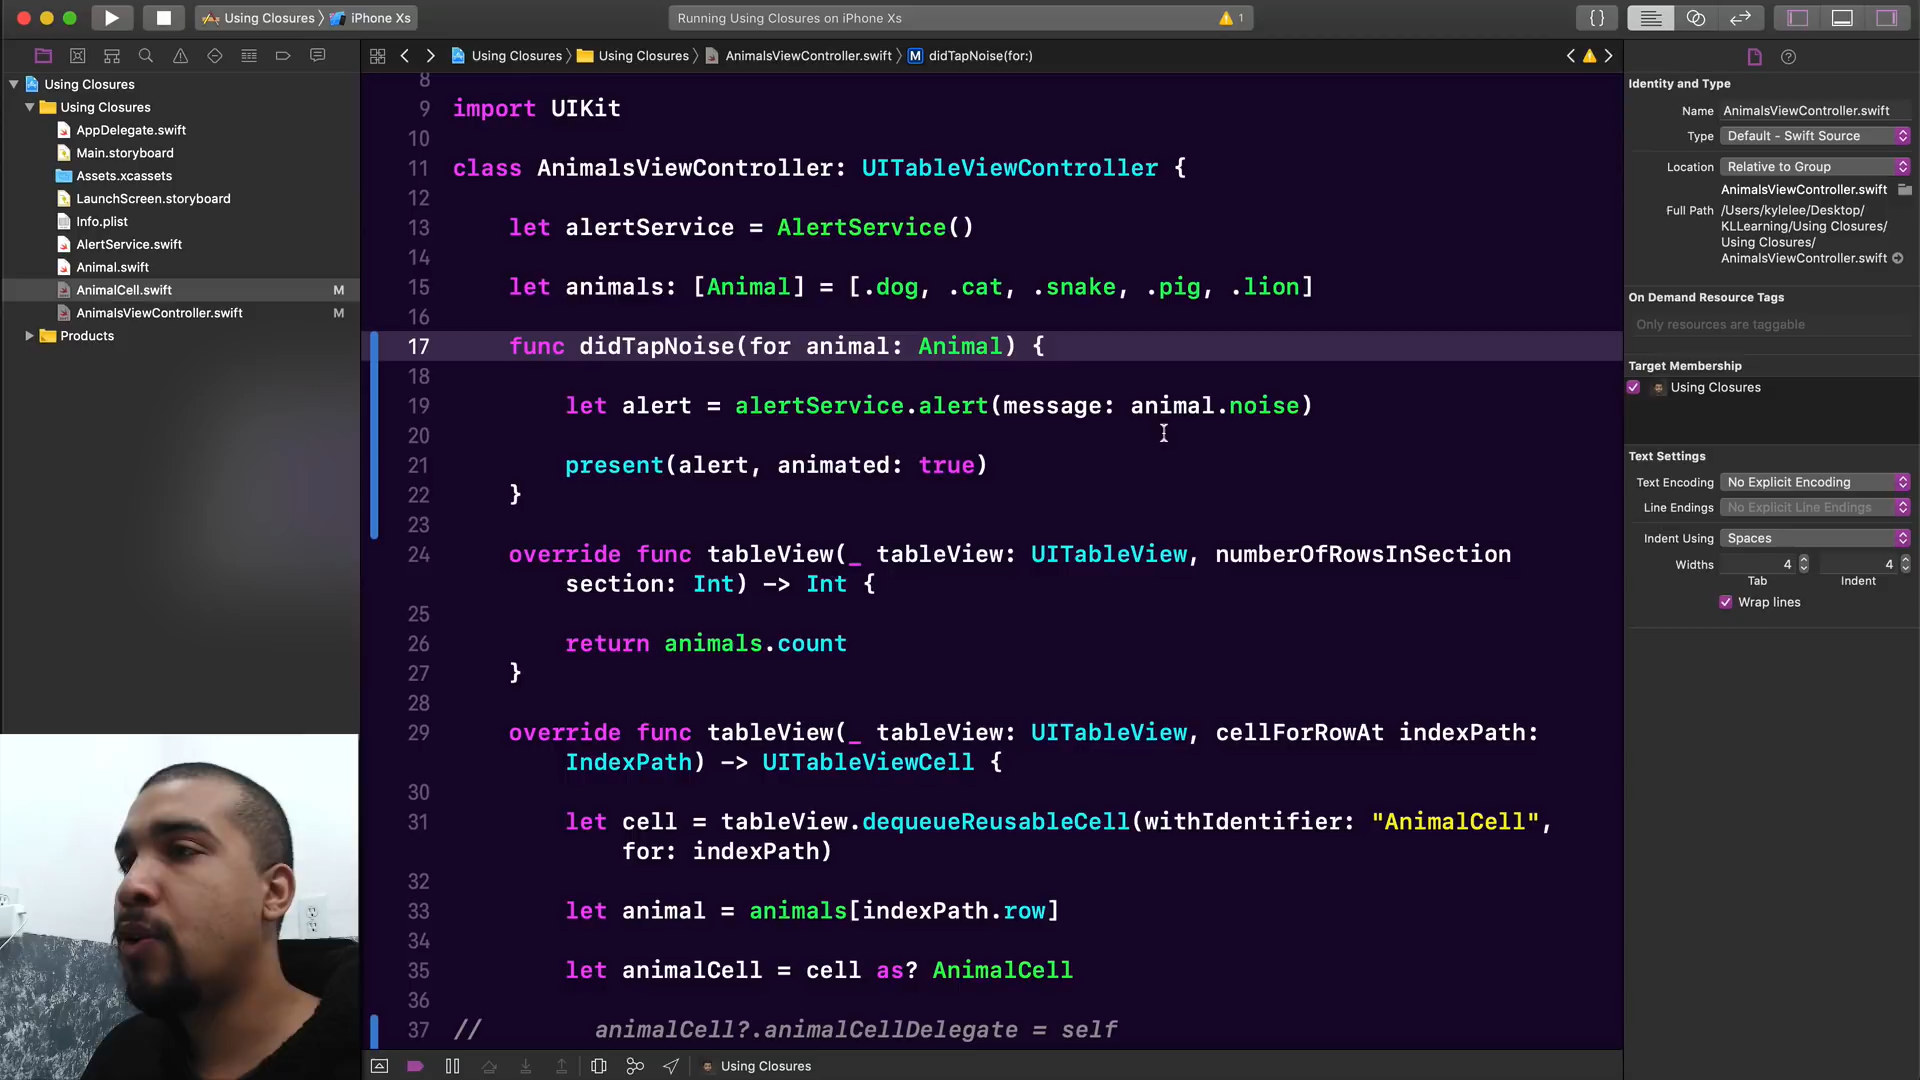 Using Closures
iPhone Xs
Running Using Closures on iPhone Xs
1
Using Closures
Using Closures
AnimalsViewController.swift
M
didTapNoise(for:)
Using Closures
Using Closures
AppDelegate.swift
Main.storyboard
Assets.xcassets
LaunchScreen.storyboard
Info.plist
AlertService.swift
Animal.swift
AnimalCell.swift M
AnimalsViewController.swift M
Products
8
9 import UIKit
10
11 class AnimalsViewController: UITableViewController {
12
13 let alertService = AlertService()
14
15 let animals: [Animal] = [.dog, .cat, .snake, .pig, .lion]
16
17 func didTapNoise(for animal: Animal) {
18
19 let alert = alertService.alert(message: animal.noise)
20
21 present(alert, animated: true)
22 }
23
24 override func tableView(_ tableView: UITableView, numberOfRowsInSection
section: Int) -> Int {
25
26 return animals.count
27 }
28
29 override func tableView(_ tableView: UITableView, cellForRowAt indexPath:
IndexPath) -> UITableViewCell {
30
31 let cell = tableView.dequeueReusableCell(withIdentifier: "AnimalCell",
for: indexPath)
32
33 let animal = animals[indexPath.row]
34
35 let animalCell = cell as? AnimalCell
36
37 // animalCell?.animalCellDelegate = self
Using Closures
Identity and Type
Name AnimalsViewController.swift
Type Default - Swift Source
Location Relative to Group
AnimalsViewController.swift
Full Path /Users/kylelee/Desktop/
KLLearning/Using Closures/
Using Closures/
AnimalsViewController.swift
On Demand Resource Tags
Only resources are taggable
Target Membership
Using Closures
Text Settings
Text Encoding No Explicit Encoding
Line Endings No Explicit Line Endings
Indent Using Spaces
Widths 4 4
Tab Indent
Wrap lines